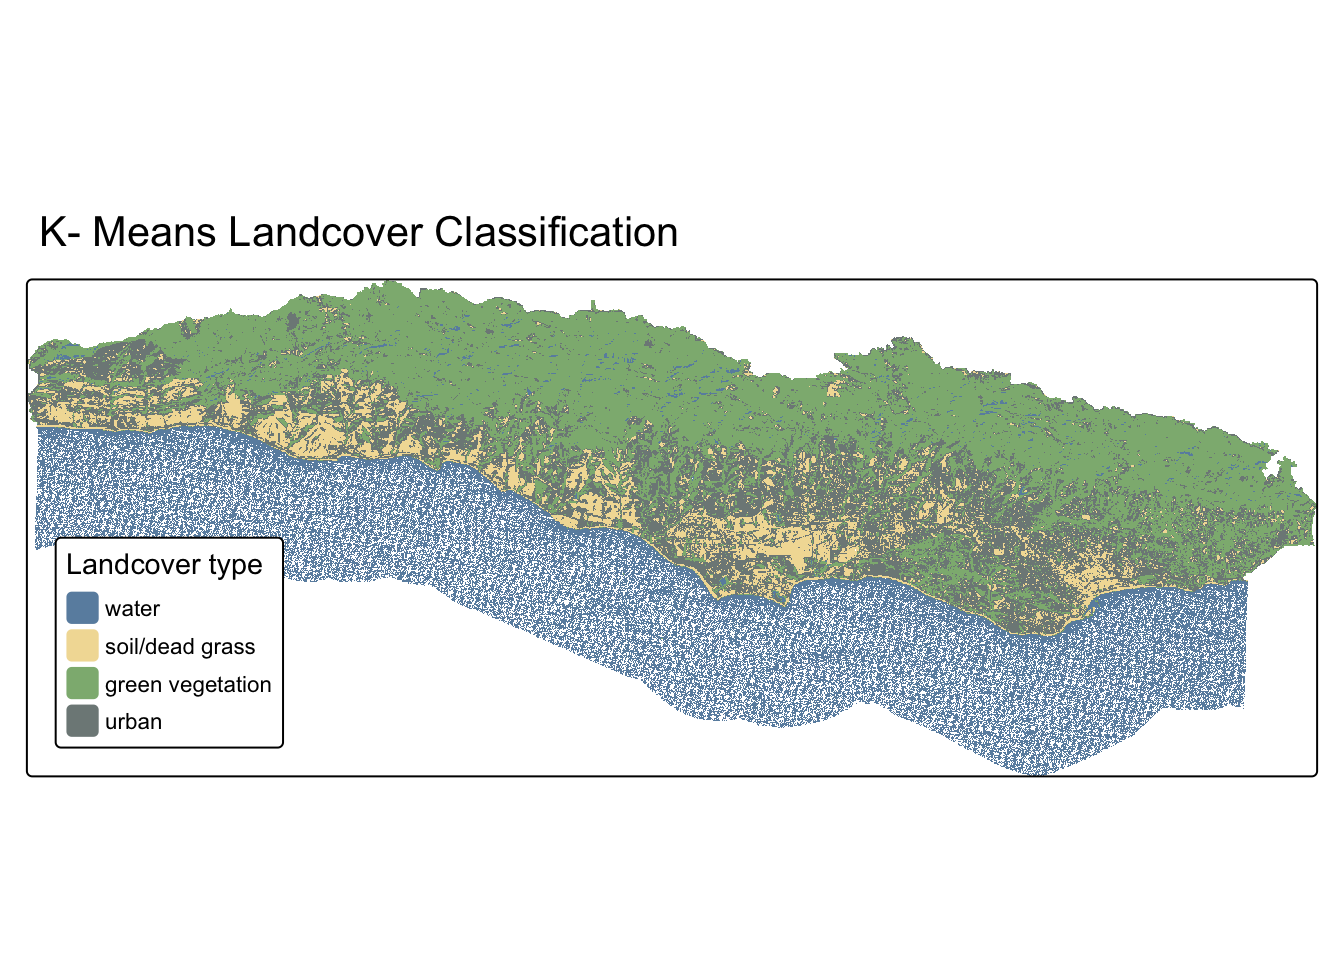 K- Means Landcover Classification
Landcover type
water
soil/dead grass
green vegetation
urban